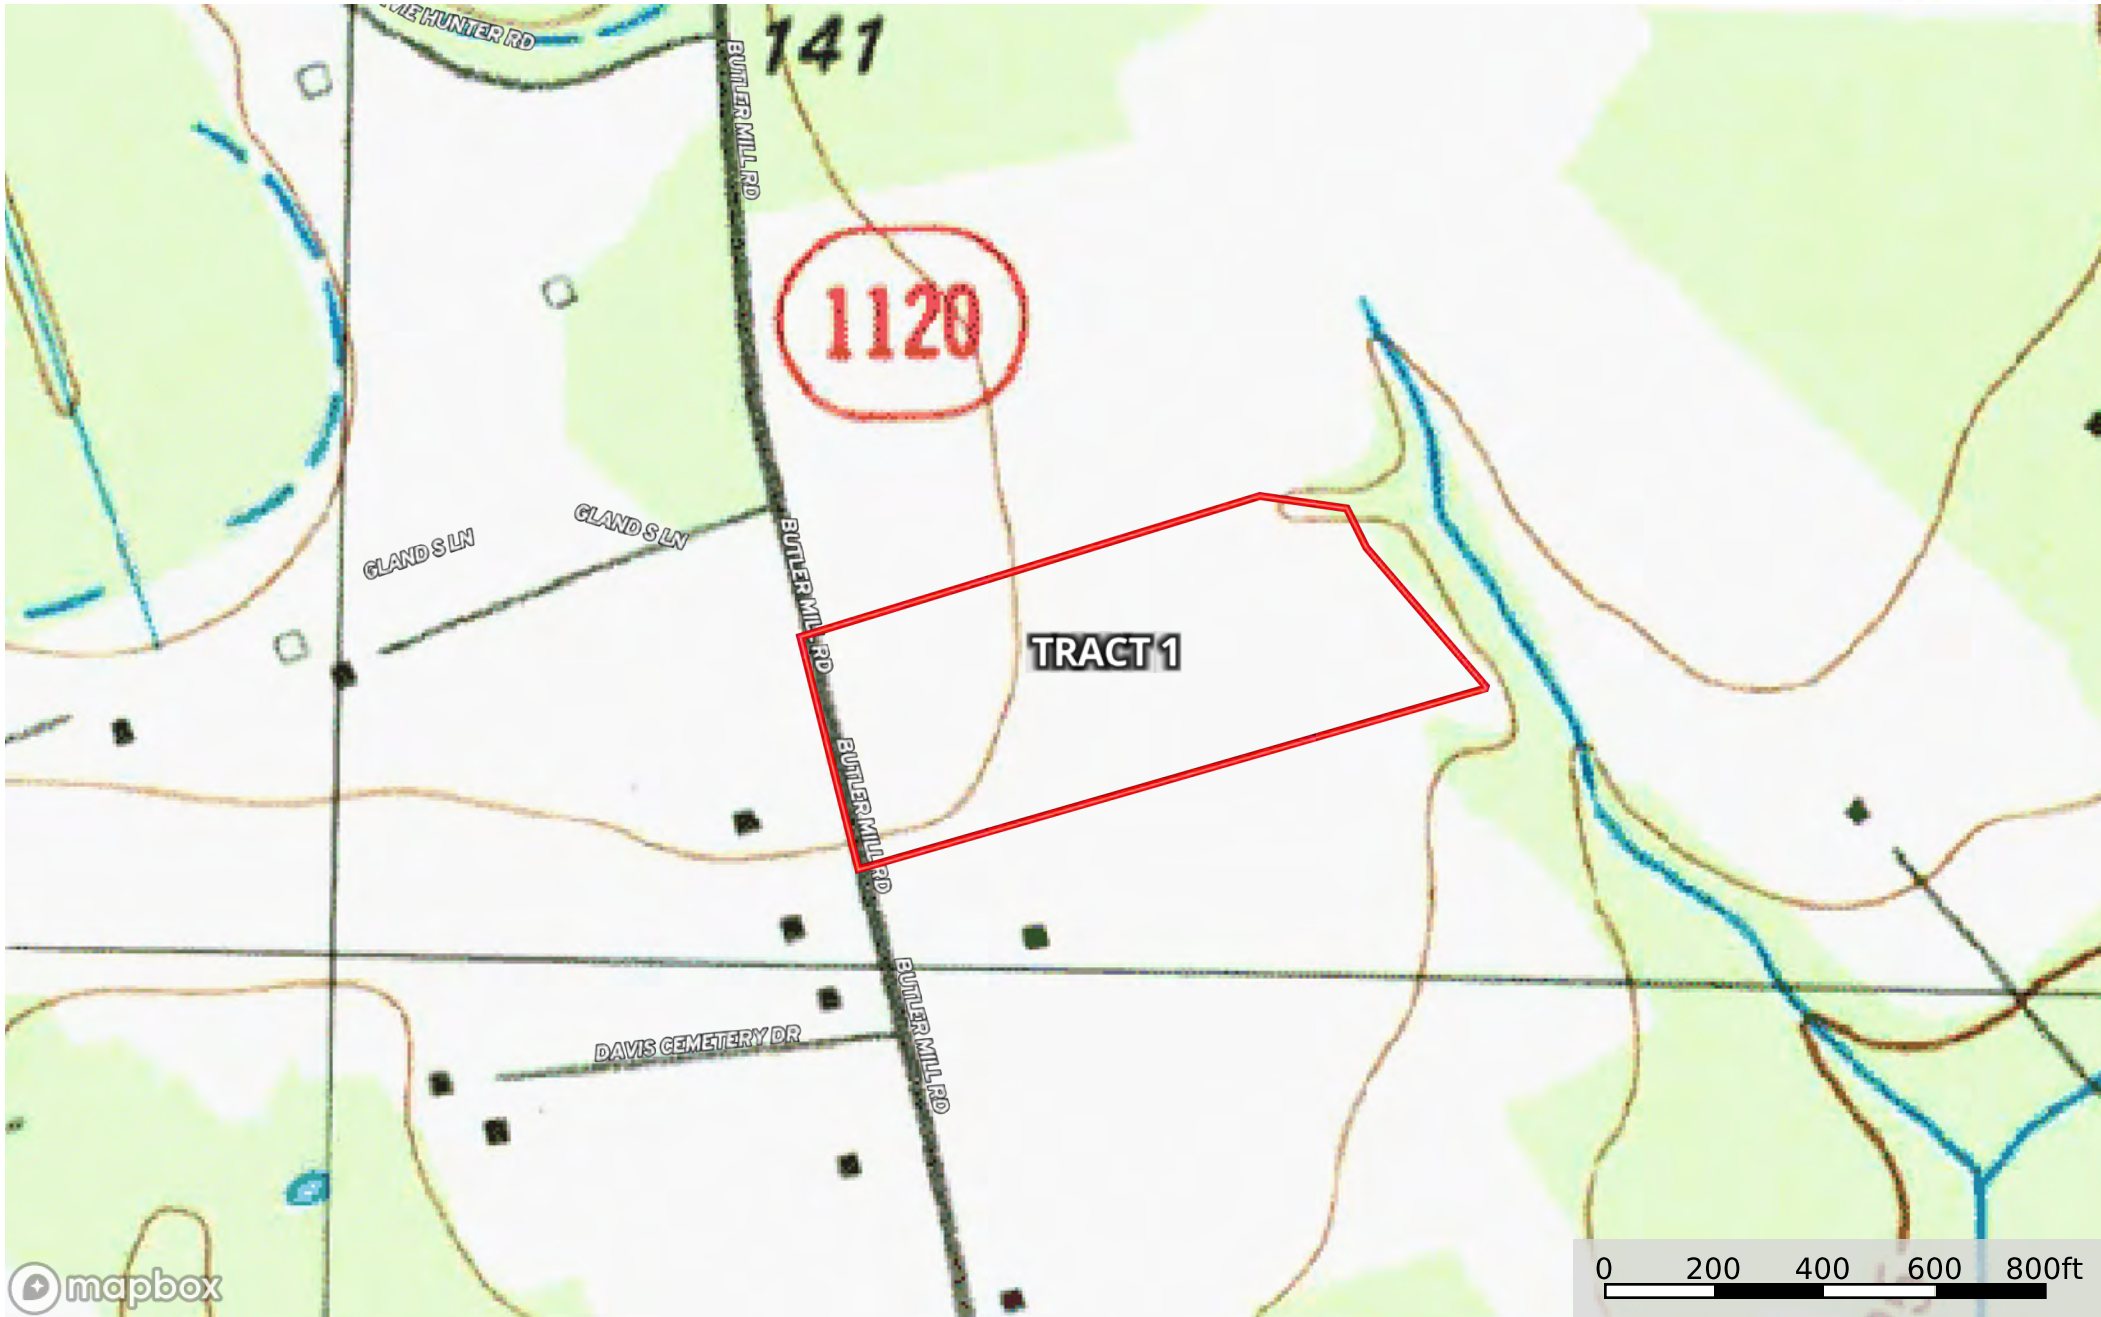 HUNTER RD
141
BUTLER MILL RD
1120
GLAND S LN
GLAND S LN
BUTLER MILL RD
TRACT 1
BUTLER MILL RD
BUTLER MILL RD
DAVIS CEMETERY DR
mapbox
0 200 400 600 800ft